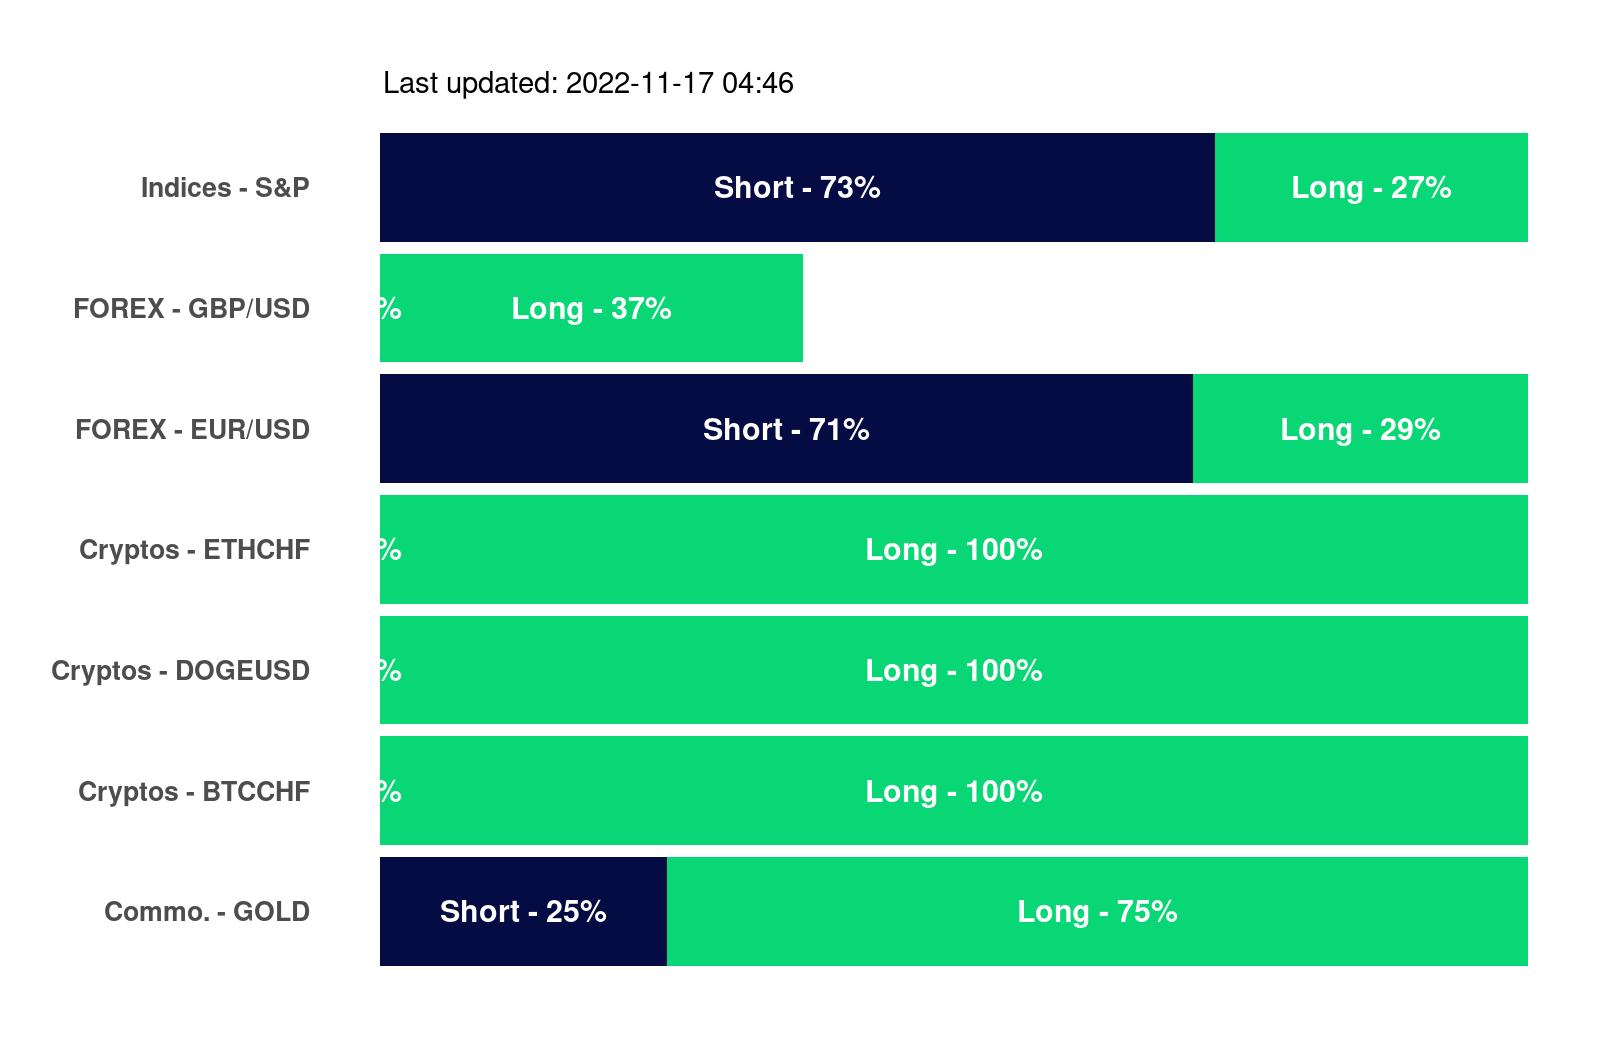 Last updated: 2022-11-17 04:46
Indices - S&P Short - 73% Long - 27%
FOREX - GBP/USD % Long - 37%
FOREX - EUR/USD Short - 71% Long - 29%
Cryptos - ETHCHF % Long - 100%
Cryptos - DOGEUSD % Long - 100%
Cryptos - BTCCHF % Long - 100%
Commo. - GOLD Short - 25% Long - 75%